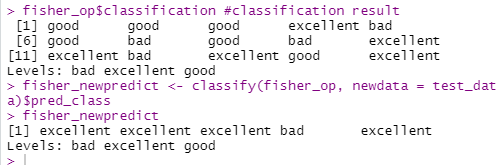 > fisher_op$classification #classification result
 [1] good      good      good      excellent bad
 [6] good      bad       good      bad       excellent
[11] excellent bad       excellent good      excellent
Levels: bad excellent good
> fisher_newpredict <- classify(fisher_op, newdata = test_dat
a)$pred_class
> fisher_newpredict
[1] excellent excellent excellent bad       excellent
Levels: bad excellent good
>